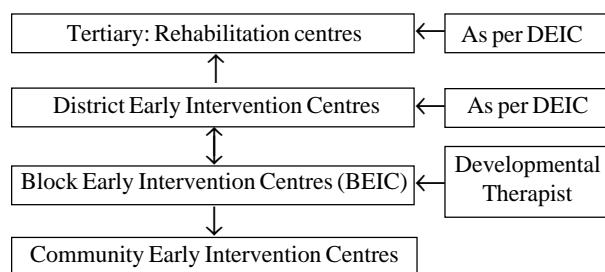 Tertiary: Rehabilitation centres
As per DEIC
District Early Intervention Centres
As per DEIC
Block Early Intervention Centres (BEIC)
Developmental
Therapist
Community Early Intervention Centres